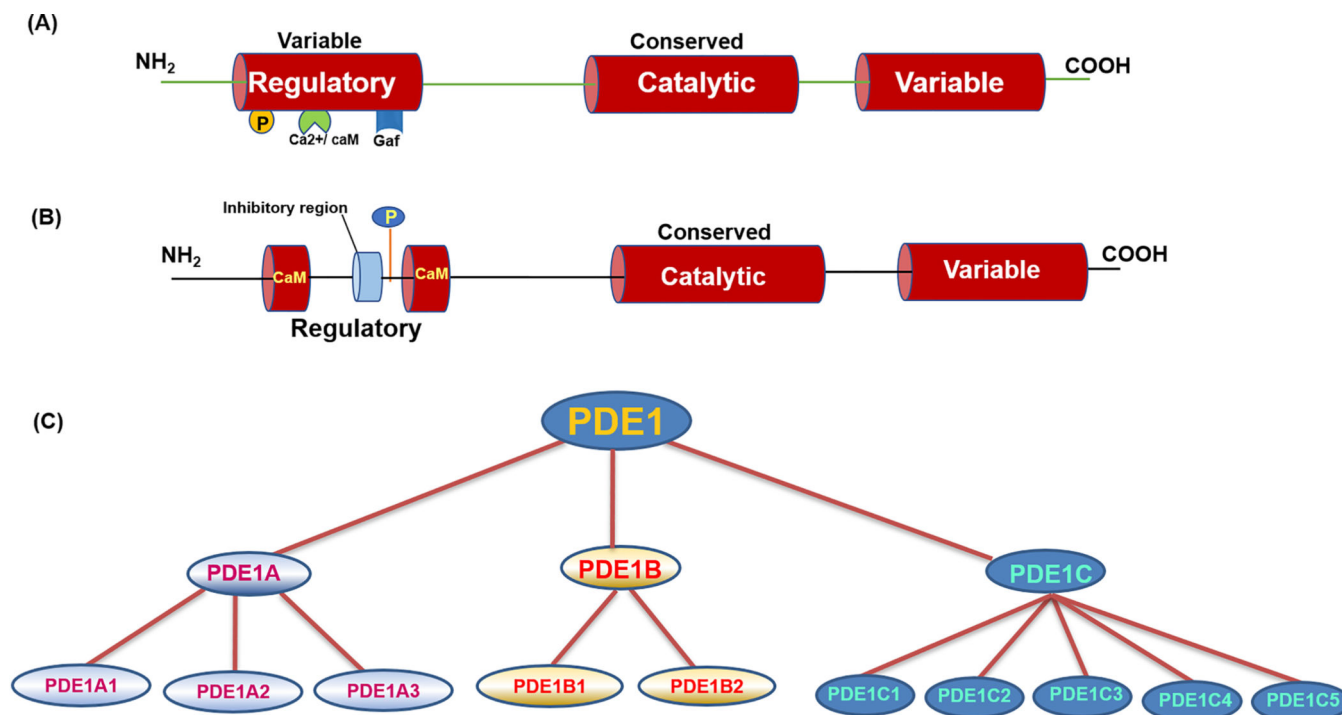 (A)
Variable
Conserved
NH2
Regulatory
Catalytic
Variable
COOH
P
Ca2+/ caM
Gaf
(B)
Inhibitory region
P
Conserved
NH2
CaM
CaM
Catalytic
Variable
COOH
Regulatory
(C)
PDE1
PDE1A
PDE1B
PDE1C
PDE1A1
PDE1A2
PDE1A3
PDE1B1
PDE1B2
PDE1C1
PDE1C2
PDE1C3
PDE1C4
PDE1C5